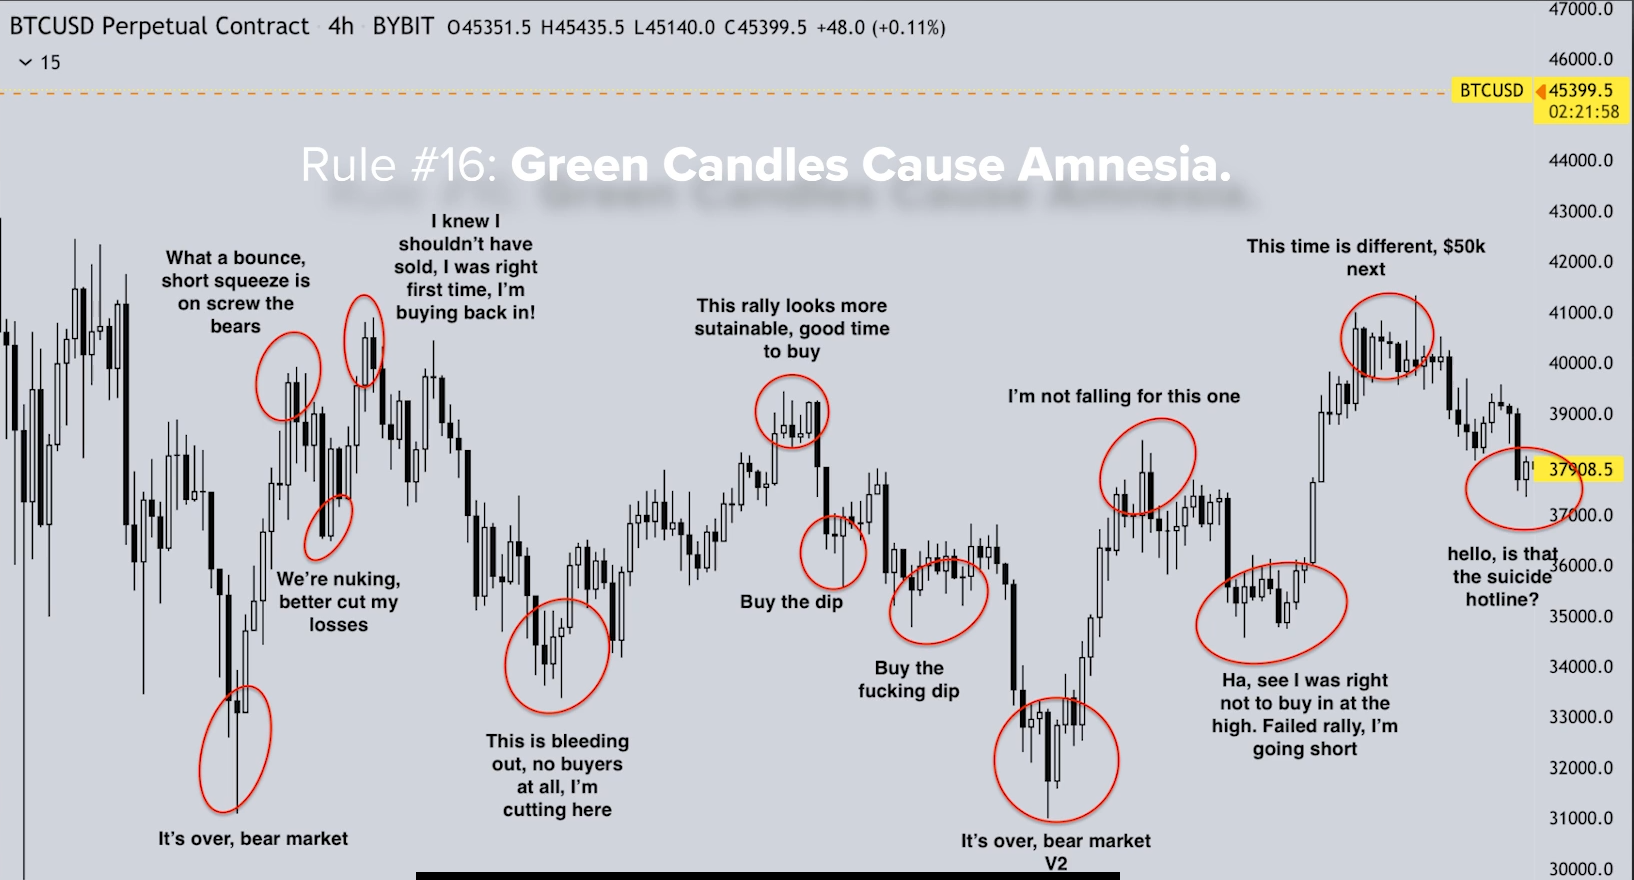 BTCUSD Perpetual Contract 4h BYBIT O45351.5 H45435.5 L45140.0 C45399.5 +48.0 (+0.11%)
15
47000.0
46000.0
BTCUSD 45399.5
02:21:58
44000.0
43000.0
42000.0
41000.0
40000.0
39000.0
37908.5
37000.0
36000.0
35000.0
34000.0
33000.0
32000.0
31000.0
30000.0
Rule #16: Green Candles Cause Amnesia.
What a bounce,
short squeeze is
on screw the
bears
I knew I
shouldn't have
sold, I was right
first time, I'm
buying back in!
This rally looks more
sutainable, good time
to buy
I'm not falling for this one
This time is different, $50k
next
We're nuking,
better cut my
losses
Buy the dip
Buy the
fucking dip
hello, is that
the suicide
hotline?
Ha, see I was right
not to buy in at the
high. Failed rally, I'm
going short
This is bleeding
out, no buyers
at all, I'm
cutting here
It's over, bear market
It's over, bear market
V2